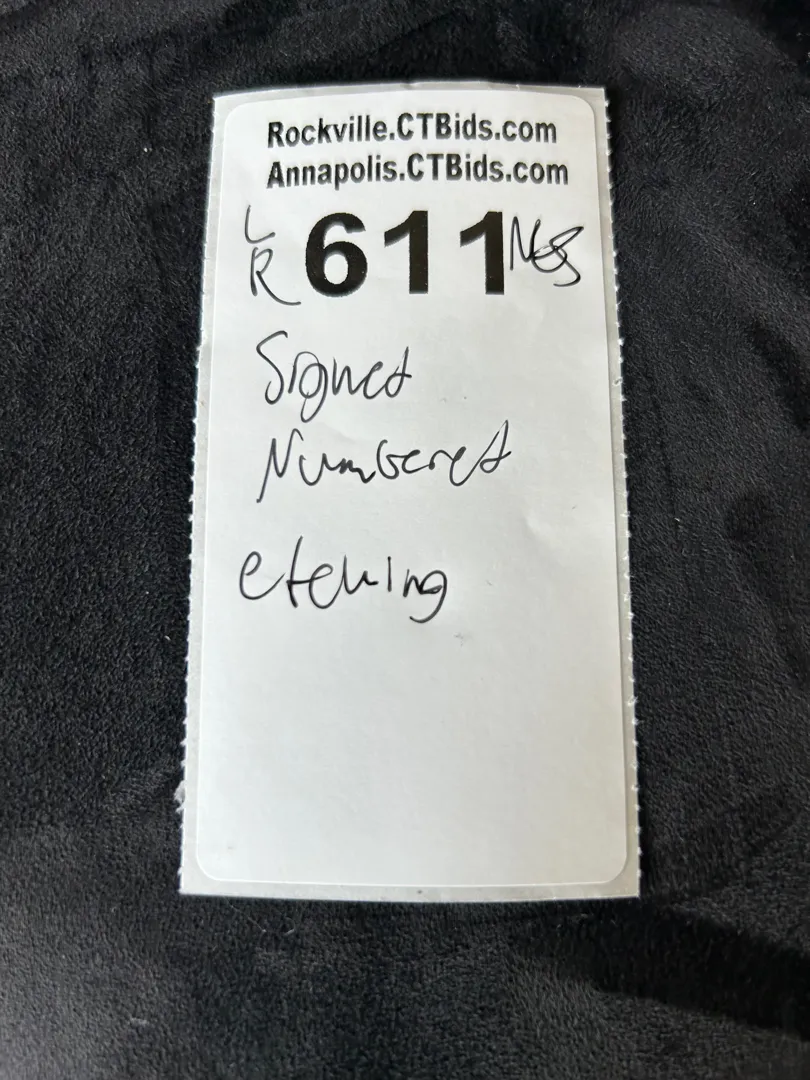 Rockville.CTBids.com
Annapolis.CTBids.com
L
R 611
Signed
Numbered
etching